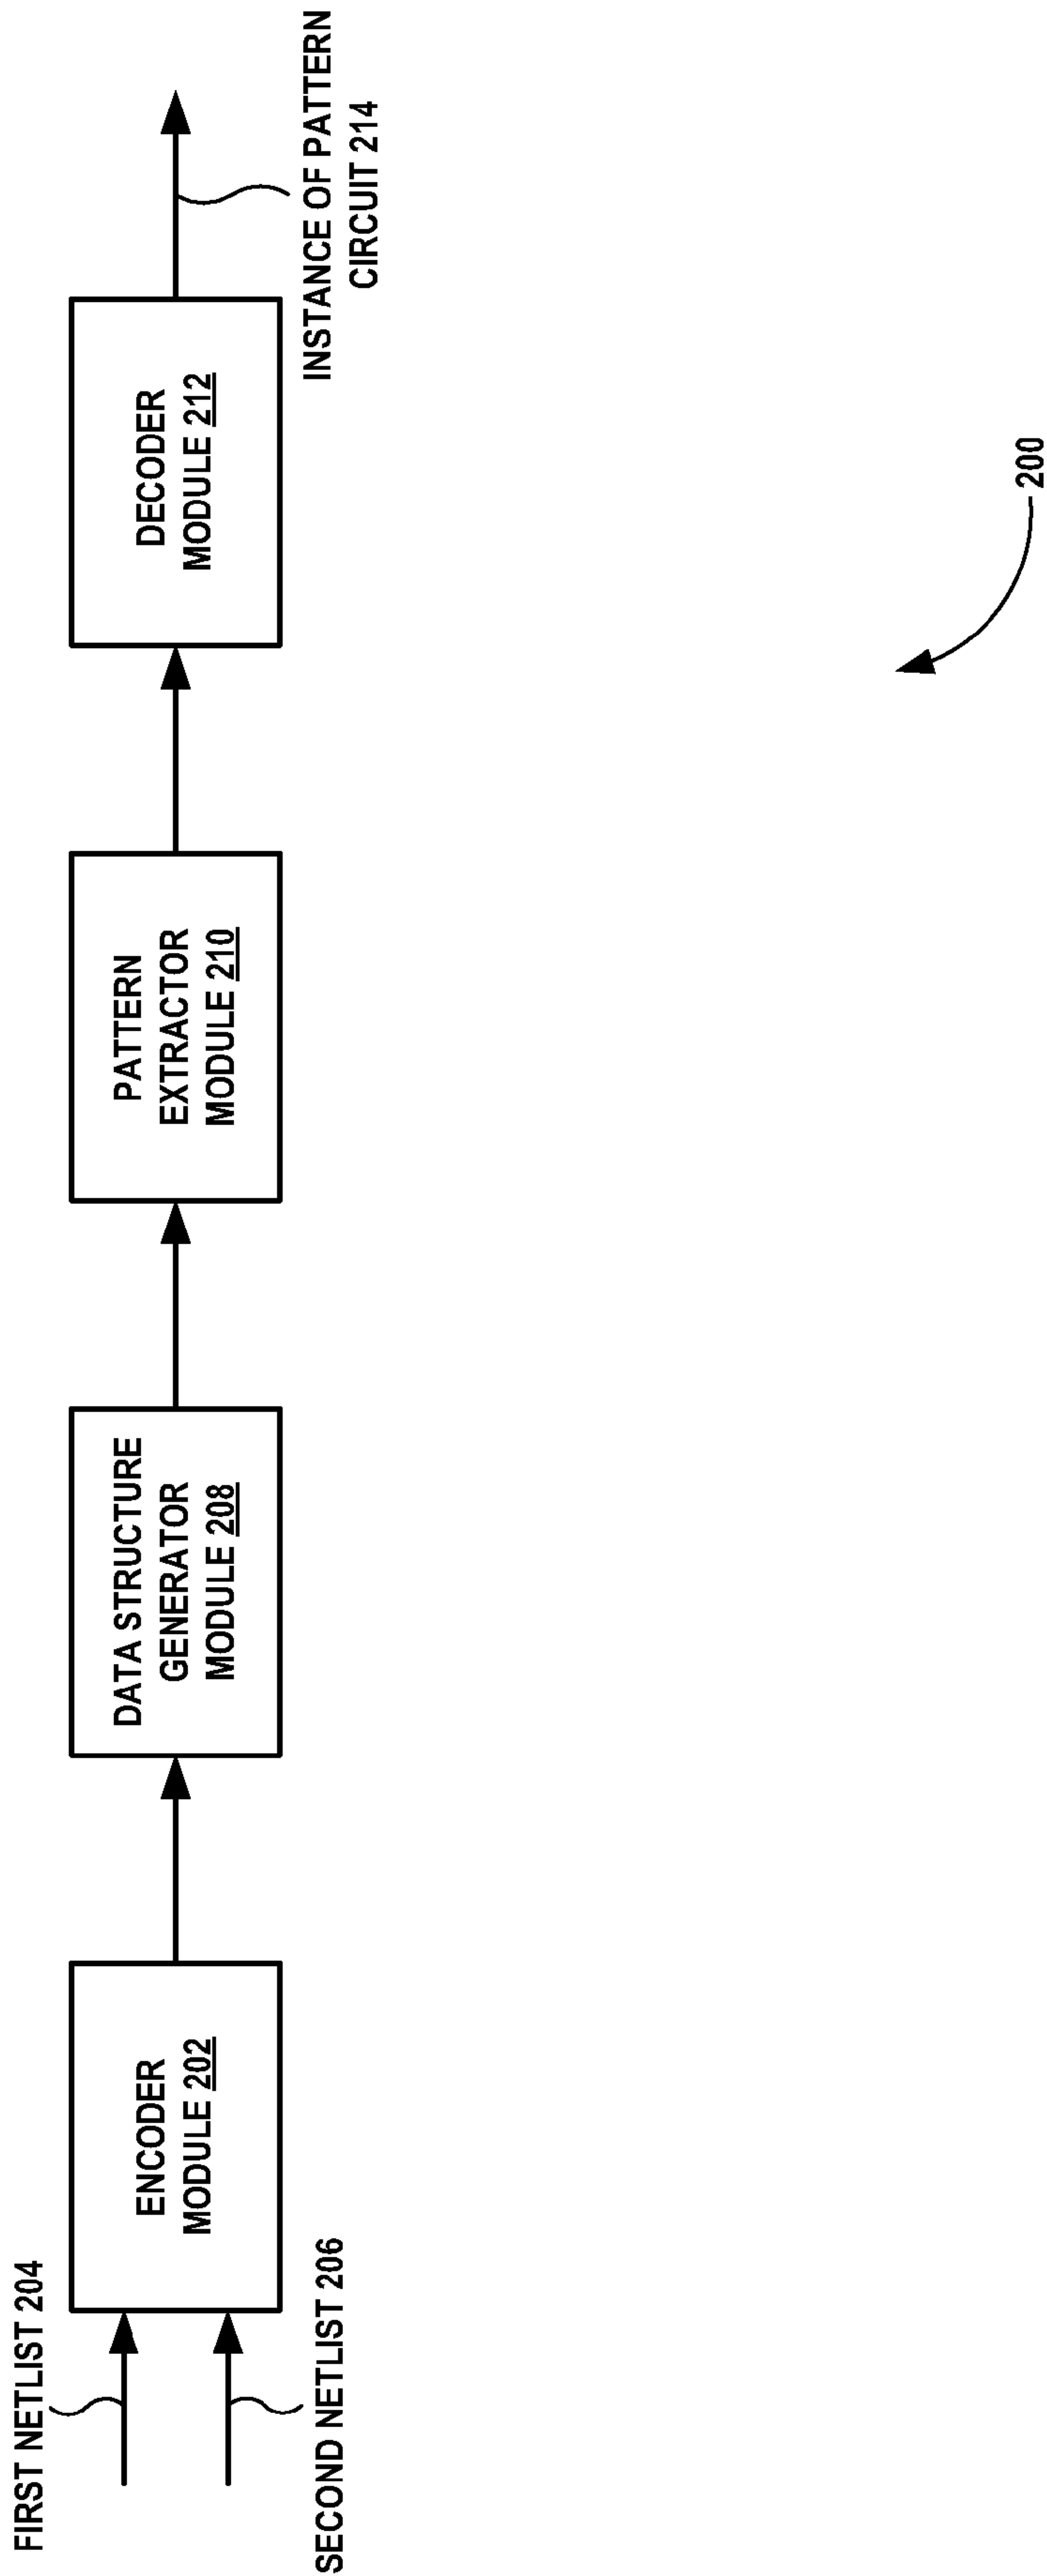 FIRST NETLIST 204
SECOND NETLIST 206
ENCODER
MODULE 202
DATA STRUCTURE
GENERATOR
MODULE 208
PATTERN
EXTRACTOR
MODULE 210
DECODER
MODULE 212
INSTANCE OF PATTERN
CIRCUIT 214
200